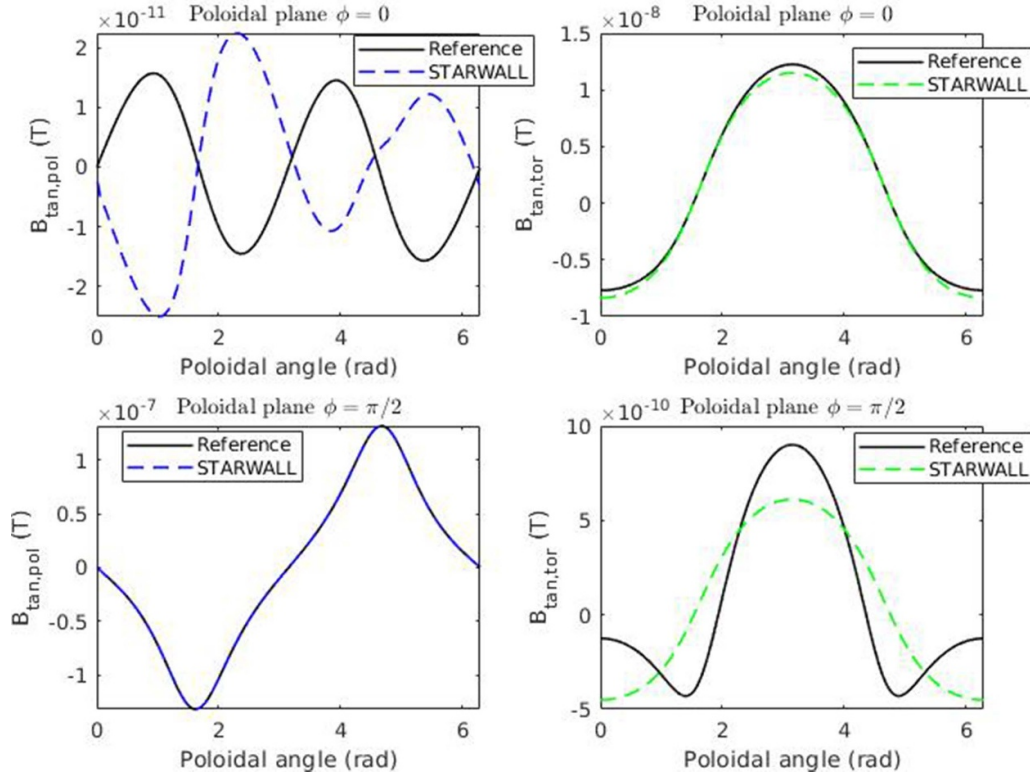 ×10⁻¹¹ Poloidal plane ϕ = 0
2
1
0
-1
-2
B_tan,pol (T)
Reference
STARWALL
0 2 4 6
Poloidal angle (rad)
×10⁻⁸ Poloidal plane ϕ = 0
1.5
1
0.5
0
-0.5
-1
B_tan,tor (T)
Reference
STARWALL
0 2 4 6
Poloidal angle (rad)
×10⁻⁷ Poloidal plane ϕ = π/2
1
0.5
0
-0.5
-1
B_tan,pol (T)
Reference
STARWALL
0 2 4 6
Poloidal angle (rad)
×10⁻¹⁰ Poloidal plane ϕ = π/2
10
5
0
-5
B_tan,tor (T)
Reference
STARWALL
0 2 4 6
Poloidal angle (rad)